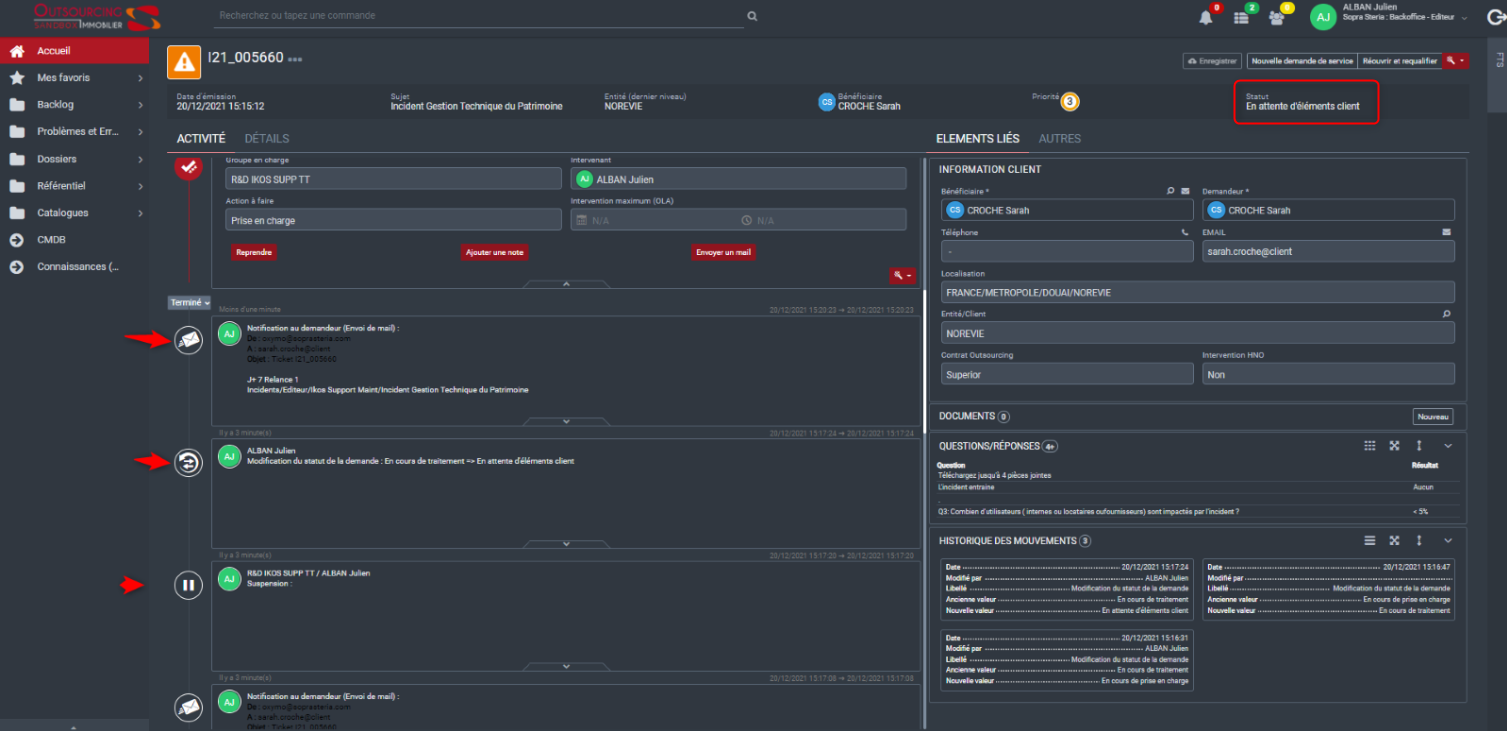 OUTSOURCING
SANDBOX IMMOBILIER
Recherchez ou tapez une commande
0
2
0
AJ
ALBAN Julien
Sopra Steria : Backoffice - Editeur
Accueil
Mes favoris
Backlog
Problèmes et Err...
Dossiers
Référentiel
Catalogues
CMDB
Connaissances (...
I21_005660
Enregistrer
Nouvelle demande de service
Réouvrir et requalifier
FTS
Date d'émission
20/12/2021 15:15:12
Sujet
Incident Gestion Technique du Patrimoine
Entité (dernier niveau)
NOREVIE
CS
Bénéficiaire
CROCHE Sarah
Priorité 3
Statut
En attente d'éléments client
ACTIVITÉ
DÉTAILS
Groupe en charge
R&D IKOS SUPP TT
Intervenant
AJ ALBAN Julien
Action à faire
Prise en charge
Intervention maximum (OLA)
N/A
N/A
Reprendre
Ajouter une note
Envoyer un mail
Terminé
Moins d'une minute
20/12/2021 15:20:23 → 20/12/2021 15:20:23
AJ
Notification au demandeur (Envoi de mail) :
De : oxymo@soprasteria.com
A : sarah.croche@client
Objet : Ticket I21_005660
J+ 7 Relance 1
Incidents/Editeur/Ikos Support Maint/Incident Gestion Technique du Patrimoine
Il y a 3 minute(s)
20/12/2021 15:17:24 → 20/12/2021 15:17:24
AJ
ALBAN Julien
Modification du statut de la demande : En cours de traitement => En attente d'éléments client
Il y a 3 minute(s)
20/12/2021 15:17:20 → 20/12/2021 15:17:20
AJ
R&D IKOS SUPP TT / ALBAN Julien
Suspension :
Il y a 3 minute(s)
20/12/2021 15:17:08 → 20/12/2021 15:17:08
AJ
Notification au demandeur (Envoi de mail) :
De : oxymo@soprasteria.com
A : sarah.croche@client
Objet : Ticket I21_005660
ELEMENTS LIÉS
AUTRES
INFORMATION CLIENT
Bénéficiaire *
CS CROCHE Sarah
Demandeur *
CS CROCHE Sarah
Téléphone
-
EMAIL
sarah.croche@client
Localisation
FRANCE/METROPOLE/DOUAI/NOREVIE
Entité/Client
NOREVIE
Contrat Outsourcing
Superior
Intervention HNO
Non
DOCUMENTS 0
Nouveau
QUESTIONS/RÉPONSES 4+
Question
Résultat
Téléchargez jusqu'à 4 pièces jointes
L'incident entraine
Aucun
.
Q3: Combien d'utilisateurs ( internes ou locataires oufournisseurs) sont impactés par l'incident ?
< 5%
HISTORIQUE DES MOUVEMENTS 3
Date 20/12/2021 15:17:24
Modifié par ALBAN Julien
Libellé Modification du statut de la demande
Ancienne valeur En cours de traitement
Nouvelle valeur En attente d'éléments client
Date 20/12/2021 15:16:47
Modifié par
Libellé Modification du statut de la demande
Ancienne valeur En cours de prise en charge
Nouvelle valeur En cours de traitement
Date 20/12/2021 15:16:31
Modifié par ALBAN Julien
Libellé Modification du statut de la demande
Ancienne valeur En cours de traitement
Nouvelle valeur En cours de prise en charge